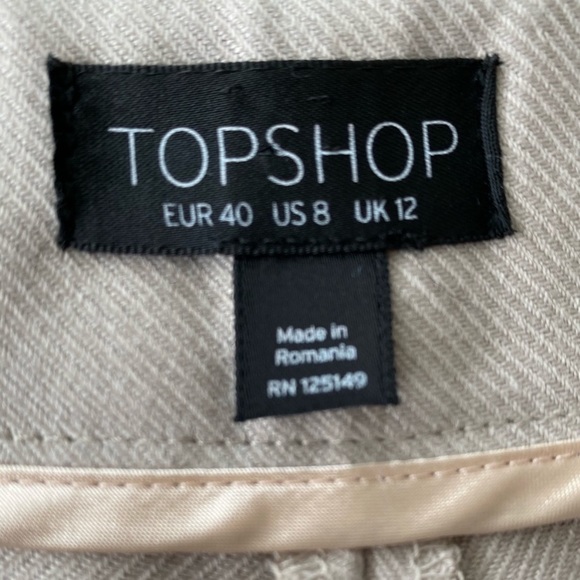 TOPSHOP
EUR 40 US 8 UK 12
Made in
Romania
RN 125149